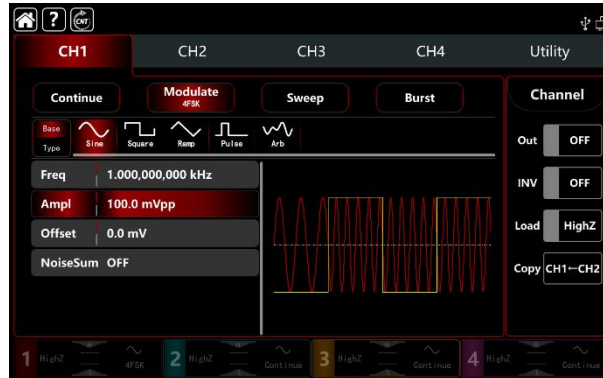 ? CNT
CH1 CH2 CH3 CH4 Utility
Continue Modulate Sweep Burst Channel
4FSK
Base
Type Sine Square Ramp Pulse Arb
Out OFF
Freq 1.000,000,000 kHz
INV OFF
Ampl 100.0 mVpp
Load HighZ
Offset 0.0 mV
NoiseSum OFF
Copy CH1←CH2
1 HighZ 4FSK 2 HighZ Continue 3 HighZ Continue 4 HighZ Continue